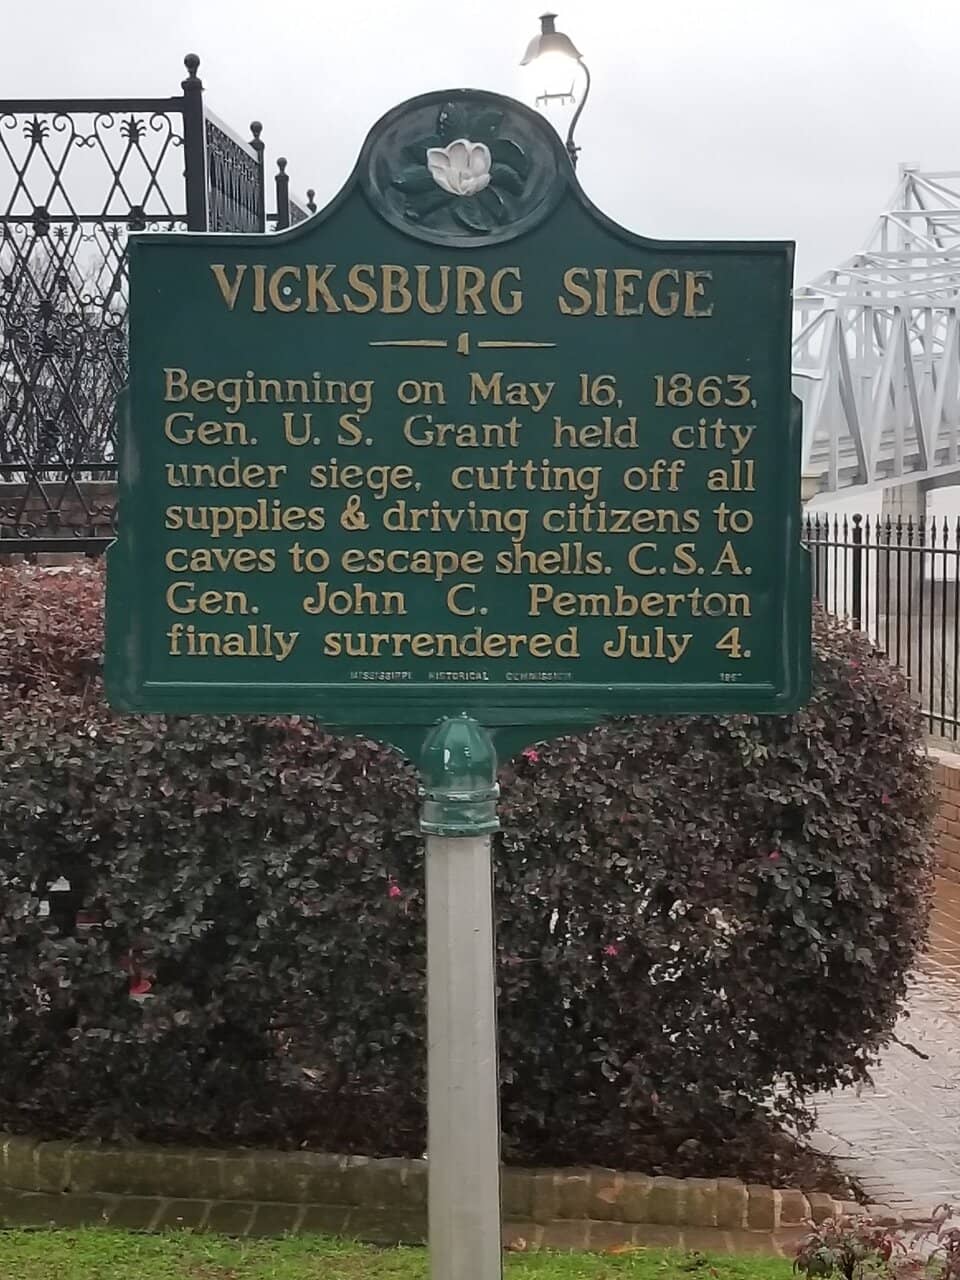 VICKSBURG SIEGE
Beginning on May 16, 1863,
Gen. U. S. Grant held city
under siege, cutting off all
supplies & driving citizens to
caves to escape shells. C.S.A.
Gen. John C. Pemberton
finally surrendered July 4.
MISSISSIPPI HISTORICAL COMMISSION